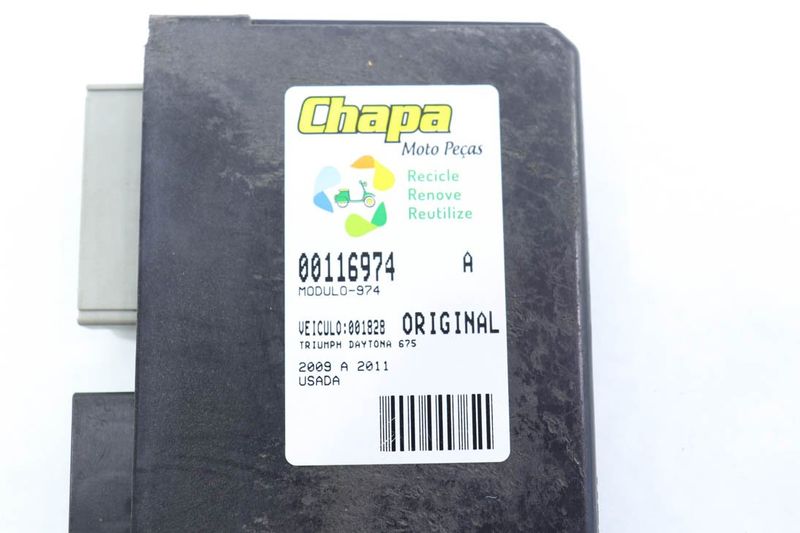 Chapa
Moto Peças
Recicle
Renove
Reutilize
00116974 A
MODULO-974
VEICULO:001828 ORIGINAL
TRIUMPH DAYTONA 675
2009 A 2011
USADA